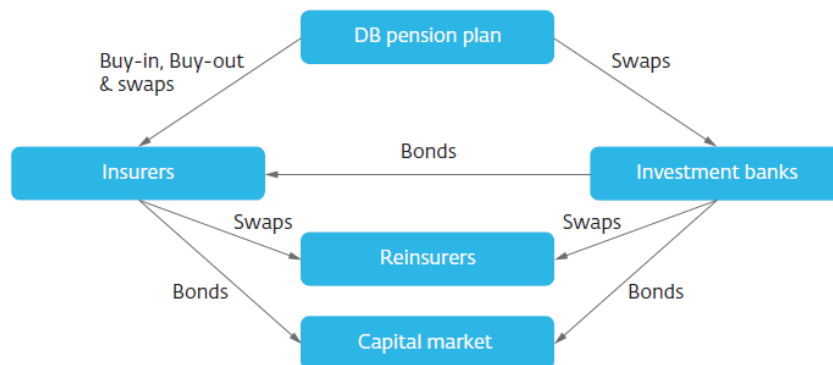 DB pension plan
Buy-in, Buy-out
& swaps
Swaps
Bonds
Insurers
Investment banks
Swaps
Swaps
Reinsurers
Bonds
Bonds
Capital market